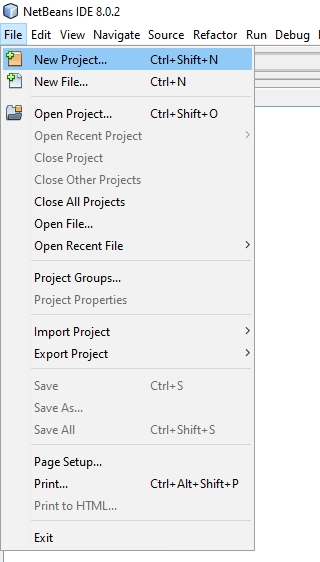 NetBeans IDE 8.0.2
File Edit View Navigate Source Refactor Run Debug
New Project... Ctrl+Shift+N
New File... Ctrl+N
Open Project... Ctrl+Shift+O
Open Recent Project
Close Project
Close Other Projects
Close All Projects
Open File...
Open Recent File
Project Groups...
Project Properties
Import Project
Export Project
Save Ctrl+S
Save As...
Save All Ctrl+Shift+S
Page Setup...
Print... Ctrl+Alt+Shift+P
Print to HTML...
Exit